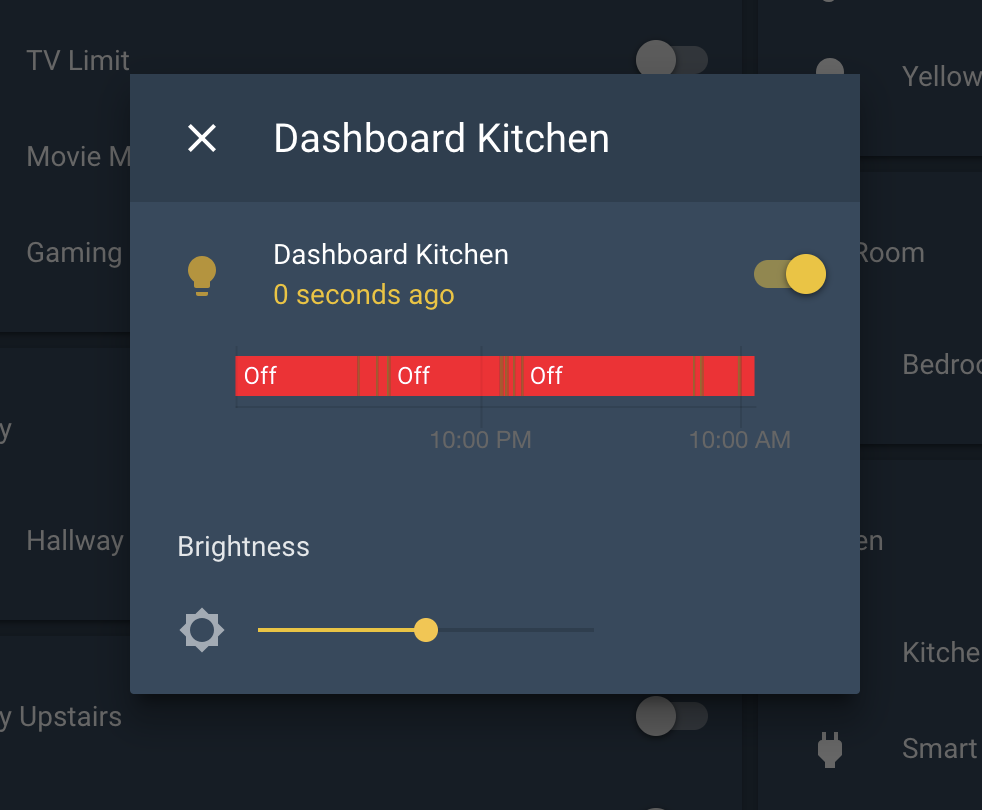 TV Limit
Yellow
Movie M
Dashboard Kitchen
Gaming
Dashboard Kitchen
0 seconds ago
Room
Off Off Off
Bedroo
10:00 PM 10:00 AM
y
Hallway
Brightness
en
Kitche
y Upstairs
Smart